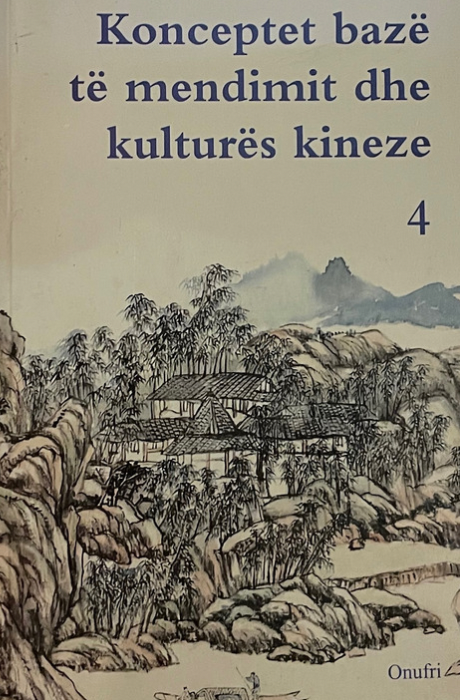 Konceptet bazë
të mendimit dhe
kulturës kineze
4
Onufri